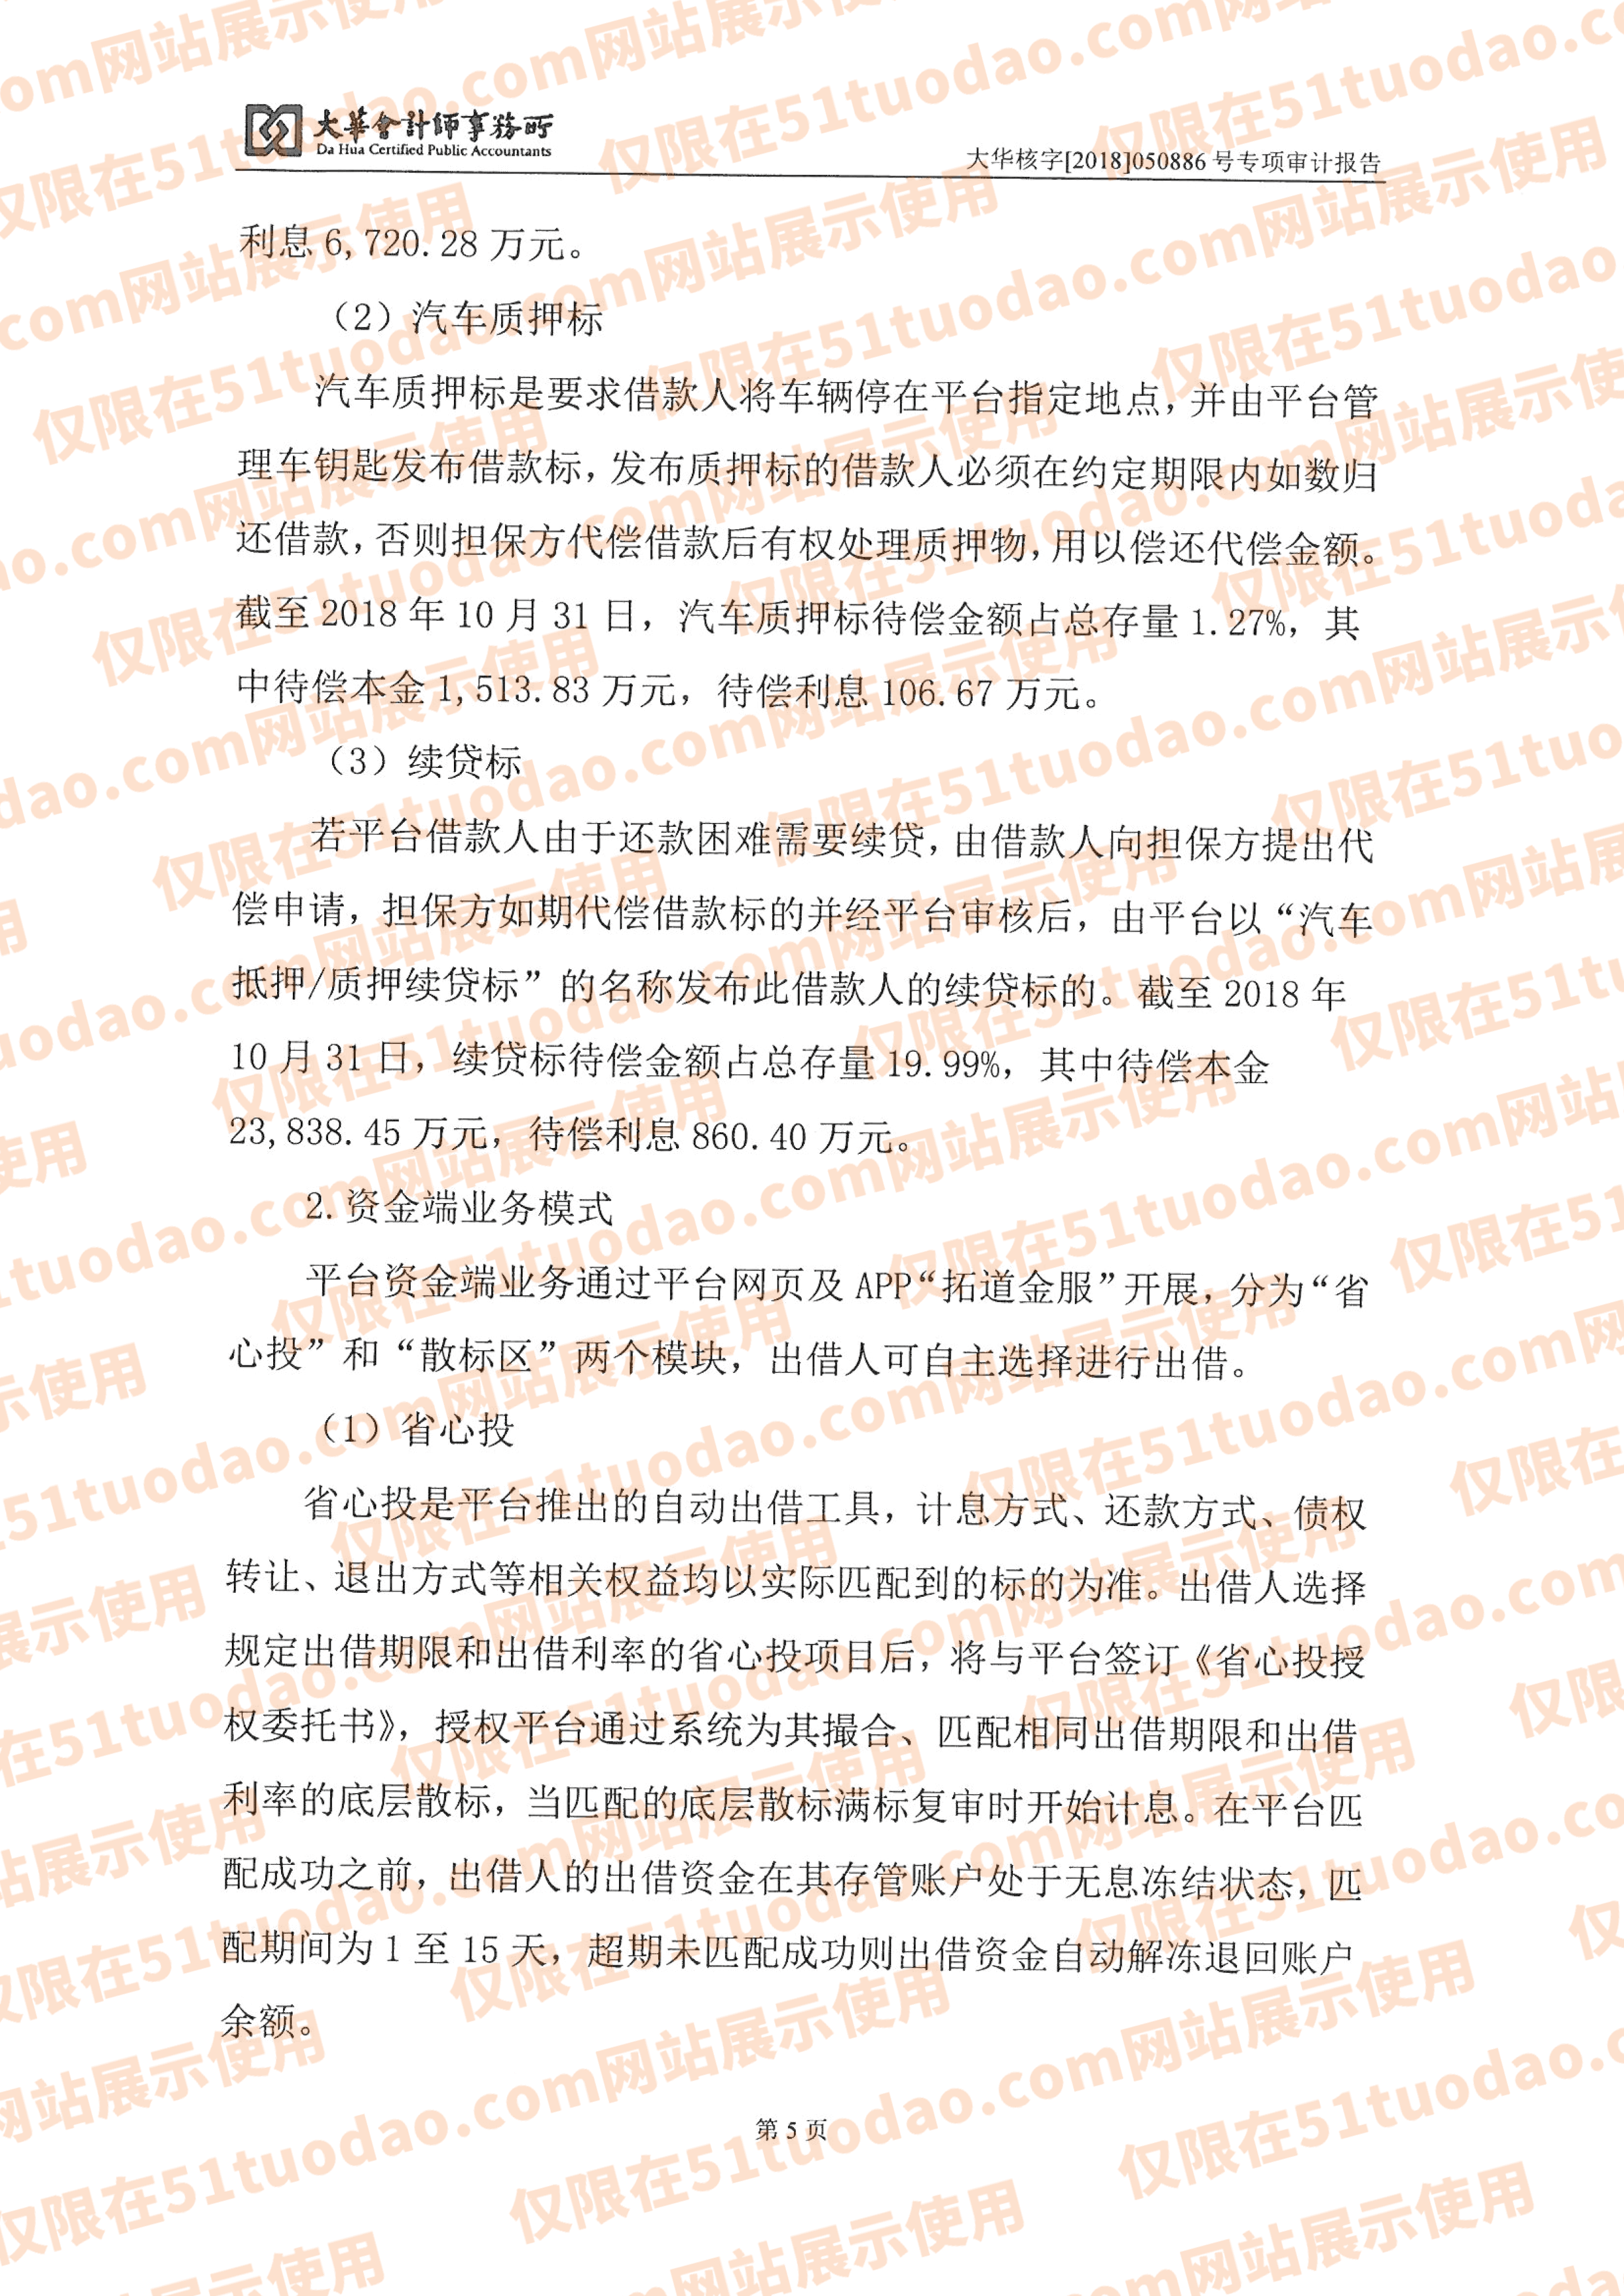 大華會計師事務所
Da Hua Certified Public Accountants
大华核字[2018]050886号专项审计报告
利息 6,720.28 万元。
（2）汽车质押标
汽车质押标是要求借款人将车辆停在平台指定地点，并由平台管
理车钥匙发布借款标，发布质押标的借款人必须在约定期限内如数归
还借款，否则担保方代偿借款后有权处理质押物，用以偿还代偿金额。
截至 2018 年 10 月 31 日，汽车质押标待偿金额占总存量 1.27%，其
中待偿本金 1,513.83 万元，待偿利息 106.67 万元。
（3）续贷标
若平台借款人由于还款困难需要续贷，由借款人向担保方提出代
偿申请，担保方如期代偿借款标的并经平台审核后，由平台以“汽车
抵押/质押续贷标”的名称发布此借款人的续贷标的。截至 2018 年
10 月 31 日，续贷标待偿金额占总存量 19.99%，其中待偿本金
23,838.45 万元，待偿利息 860.40 万元。
2.资金端业务模式
平台资金端业务通过平台网页及 APP“拓道金服”开展，分为“省
心投”和“散标区”两个模块，出借人可自主选择进行出借。
（1）省心投
省心投是平台推出的自动出借工具，计息方式、还款方式、债权
转让、退出方式等相关权益均以实际匹配到的标的为准。出借人选择
规定出借期限和出借利率的省心投项目后，将与平台签订《省心投授
权委托书》，授权平台通过系统为其撮合、匹配相同出借期限和出借
利率的底层散标，当匹配的底层散标满标复审时开始计息。在平台匹
配成功之前，出借人的出借资金在其存管账户处于无息冻结状态，匹
配期间为 1 至 15 天，超期未匹配成功则出借资金自动解冻退回账户
余额。
第 5 页
仅限在51tuodao.com网站展示使用